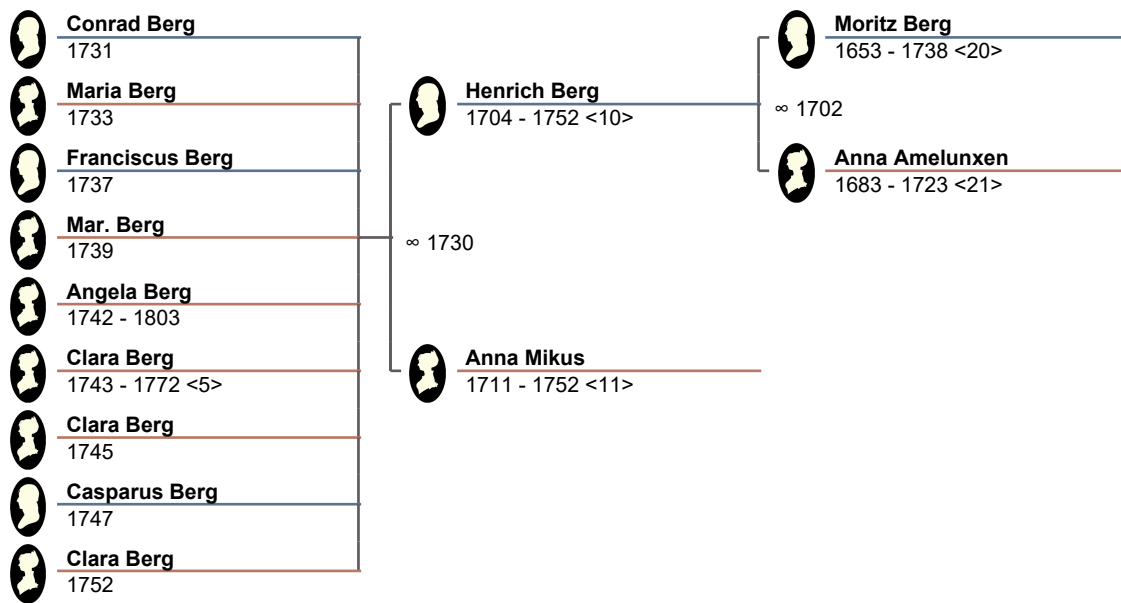 Conrad Berg
1731
Maria Berg
1733
Franciscus Berg
1737
Mar. Berg
1739
Angela Berg
1742 - 1803
Clara Berg
1743 - 1772 <5>
Clara Berg
1745
Casparus Berg
1747
Clara Berg
1752
Henrich Berg
1704 - 1752 <10>
∞ 1730
Anna Mikus
1711 - 1752 <11>
Moritz Berg
1653 - 1738 <20>
∞ 1702
Anna Amelunxen
1683 - 1723 <21>